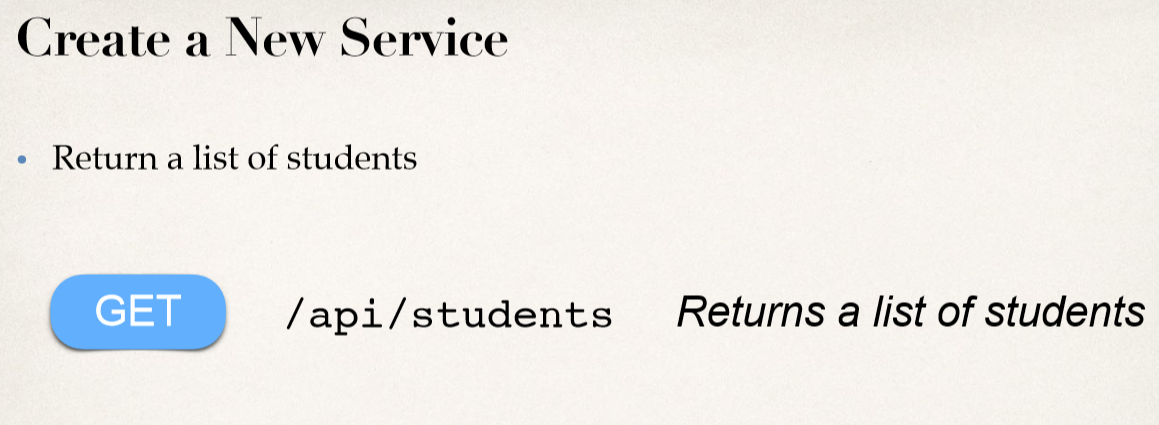 Create a New Service
• Return a list of students
GET /api/students Returns a list of students